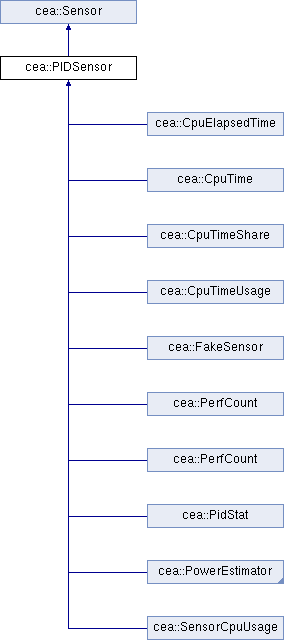 cea::Sensor
cea::PIDSensor
cea::CpuElapsedTime
cea::CpuTime
cea::CpuTimeShare
cea::CpuTimeUsage
cea::FakeSensor
cea::PerfCount
cea::PerfCount
cea::PidStat
cea::PowerEstimator
cea::SensorCpuUsage